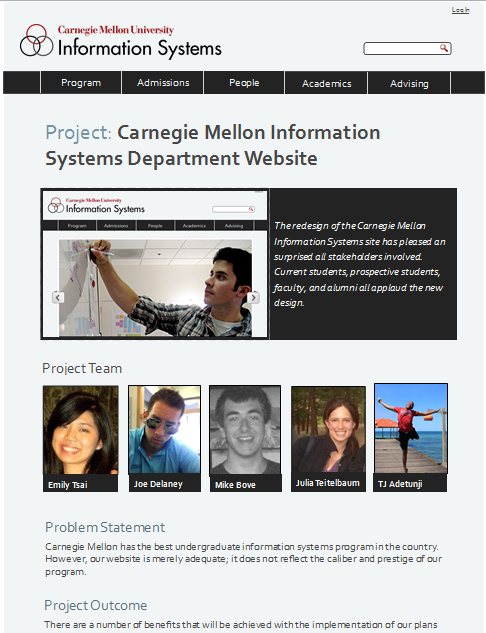 Log In
Carnegie Mellon University
Information Systems
Program Admissions People Academics Advising
Project: Carnegie Mellon Information
Systems Department Website
Carnegie Mellon University
Information Systems
Program Admissions People Academics Advising
The redesign of the Carnegie Mellon
Information Systems site has pleased an
surprised all stakeholders involved.
Current students, prospective students,
faculty, and alumni all applaud the new
design.
Project Team
Emily Tsai Joe Delaney Mike Bove Julia Teitelbaum TJ Adetunji
Problem Statement
Carnegie Mellon has the best undergraduate information systems program in the country.
However, our website is merely adequate; it does not reflect the caliber and prestige of our
program.
Project Outcome
There are a number of benefits that will be achieved with the implementation of our plans